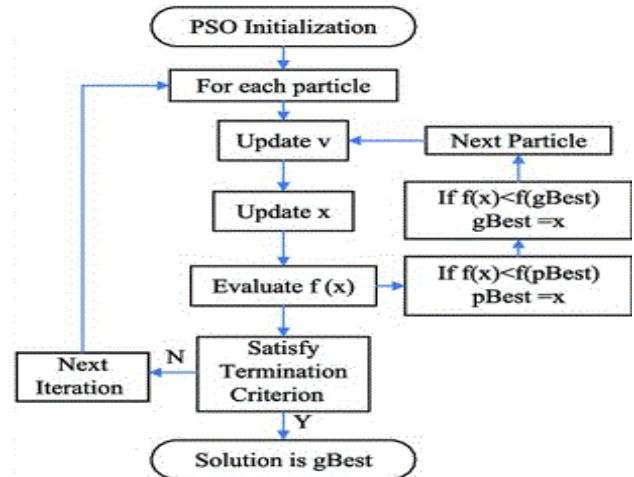 PSO Initialization
For each particle
Update v
Next Particle
Update x
If f(x)<f(gBest)
gBest =x
Evaluate f (x)
If f(x)<f(pBest)
pBest =x
Next
Iteration
N
Satisfy
Termination
Criterion
Y
Solution is gBest